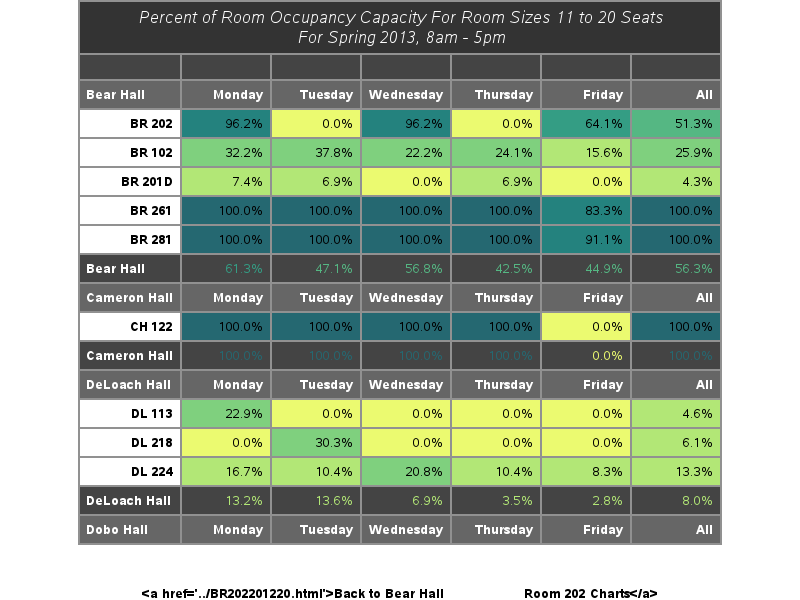 Percent of Room Occupancy Capacity For Room Sizes 11 to 20 Seats
For Spring 2013, 8am - 5pm
Bear Hall Monday Tuesday Wednesday Thursday Friday All
BR 202 96.2% 0.0% 96.2% 0.0% 64.1% 51.3%
BR 102 32.2% 37.8% 22.2% 24.1% 15.6% 25.9%
BR 201D 7.4% 6.9% 0.0% 6.9% 0.0% 4.3%
BR 261 100.0% 100.0% 100.0% 100.0% 83.3% 100.0%
BR 281 100.0% 100.0% 100.0% 100.0% 91.1% 100.0%
Bear Hall 61.3% 47.1% 56.8% 42.5% 44.9% 56.3%
Cameron Hall Monday Tuesday Wednesday Thursday Friday All
CH 122 100.0% 100.0% 100.0% 100.0% 0.0% 100.0%
Cameron Hall 100.0% 100.0% 100.0% 100.0% 0.0% 100.0%
DeLoach Hall Monday Tuesday Wednesday Thursday Friday All
DL 113 22.9% 0.0% 0.0% 0.0% 0.0% 4.6%
DL 218 0.0% 30.3% 0.0% 0.0% 0.0% 6.1%
DL 224 16.7% 10.4% 20.8% 10.4% 8.3% 13.3%
DeLoach Hall 13.2% 13.6% 6.9% 3.5% 2.8% 8.0%
Dobo Hall Monday Tuesday Wednesday Thursday Friday All
<a href='../BR202201220.html'>Back to Bear Hall Room 202 Charts</a>